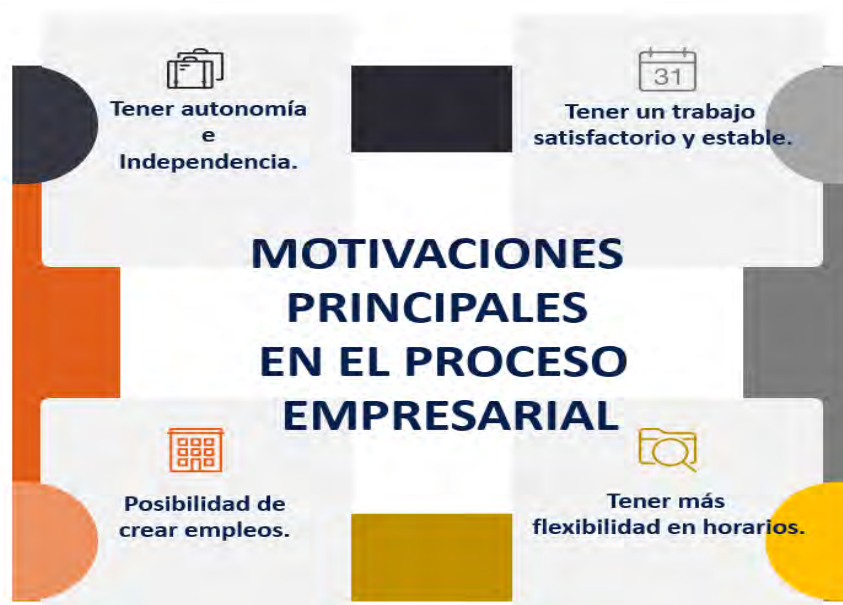 Tener autonomía
e
Independencia.
31
Tener un trabajo
satisfactorio y estable.
MOTIVACIONES
PRINCIPALES
EN EL PROCESO
EMPRESARIAL
Posibilidad de
crear empleos.
Tener más
flexibilidad en horarios.